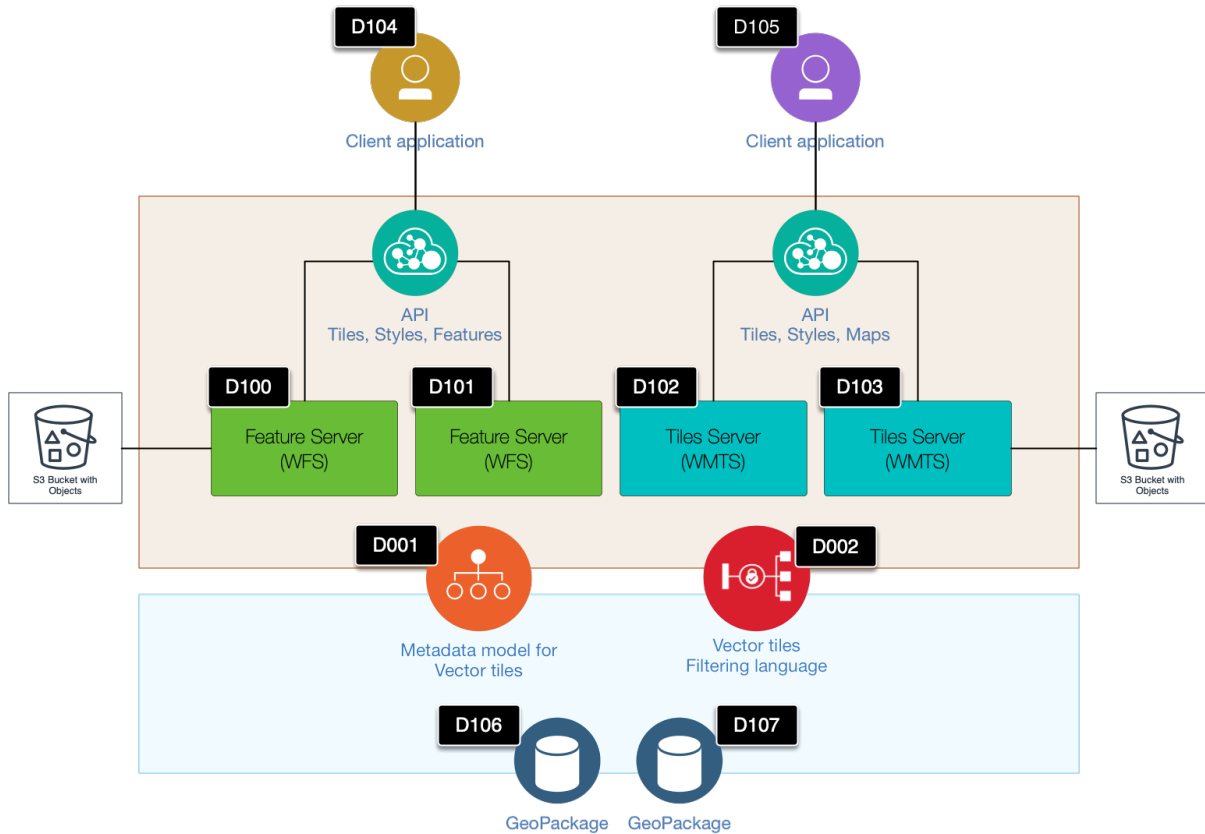 D104
D105
Client application
Client application
API
Tiles, Styles, Features
API
Tiles, Styles, Maps
D100
D101
D102
D103
Feature Server
(WFS)
Feature Server
(WFS)
Tiles Server
(WMTS)
Tiles Server
(WMTS)
S3 Bucket with
Objects
S3 Bucket with
Objects
D001
D002
Metadata model for
Vector tiles
Vector tiles
Filtering language
D106
D107
GeoPackage
GeoPackage